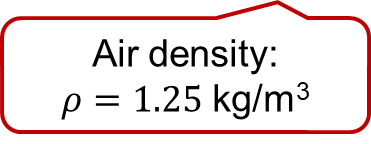 Air density:
𝜌 = 1.25 kg/m³